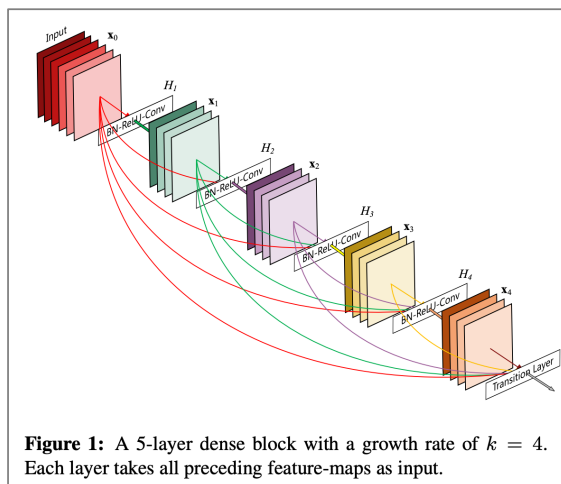 Input
x₀
H₁
BN-ReLU-Conv
x₁
H₂
BN-ReLU-Conv
x₂
H₃
BN-ReLU-Conv
x₃
H₄
BN-ReLU-Conv
x₄
Transition Layer
Figure 1: A 5-layer dense block with a growth rate of k = 4.
Each layer takes all preceding feature-maps as input.